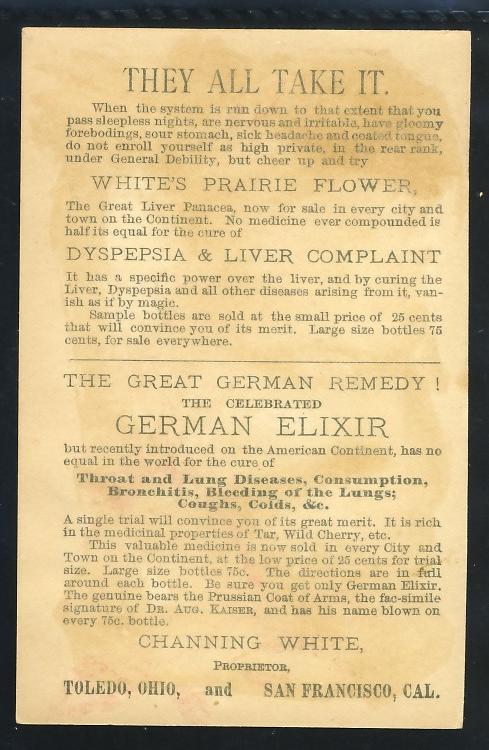 THEY ALL TAKE IT.
When the system is run down to that extent that you
pass sleepless nights, are nervous and irritable, have gloomy
forebodings, sour stomach, sick headache and coated tongue,
do not enroll yourself as high private, in the rear rank,
under General Debility, but cheer up and try
WHITE'S PRAIRIE FLOWER,
The Great Liver Panacea, now for sale in every city and
town on the Continent. No medicine ever compounded is
half its equal for the cure of
DYSPEPSIA & LIVER COMPLAINT
It has a specific power over the liver, and by curing the
Liver, Dyspepsia and all other diseases arising from it, van-
ish as if by magic.
Sample bottles are sold at the small price of 25 cents
that will convince you of its merit. Large size bottles 75
cents, for sale everywhere.
THE GREAT GERMAN REMEDY!
THE CELEBRATED
GERMAN ELIXIR
but recently introduced on the American Continent, has no
equal in the world for the cure of
Throat and Lung Diseases, Consumption,
Bronchitis, Bleeding of the Lungs;
Coughs, Colds, &c.
A single trial will convince you of its great merit. It is rich
in the medicinal properties of Tar, Wild Cherry, etc.
This valuable medicine is now sold in every City and
Town on the Continent, at the low price of 25 cents for trial
size. Large size bottles 75c. The directions are in full
around each bottle. Be sure you get only German Elixir.
The genuine bears the Prussian Coat of Arms, the fac-simile
signature of DR. AUG. KAISER, and has his name blown on
every 75c. bottle.
CHANNING WHITE,
PROPRIETOR,
TOLEDO, OHIO, and SAN FRANCISCO, CAL.